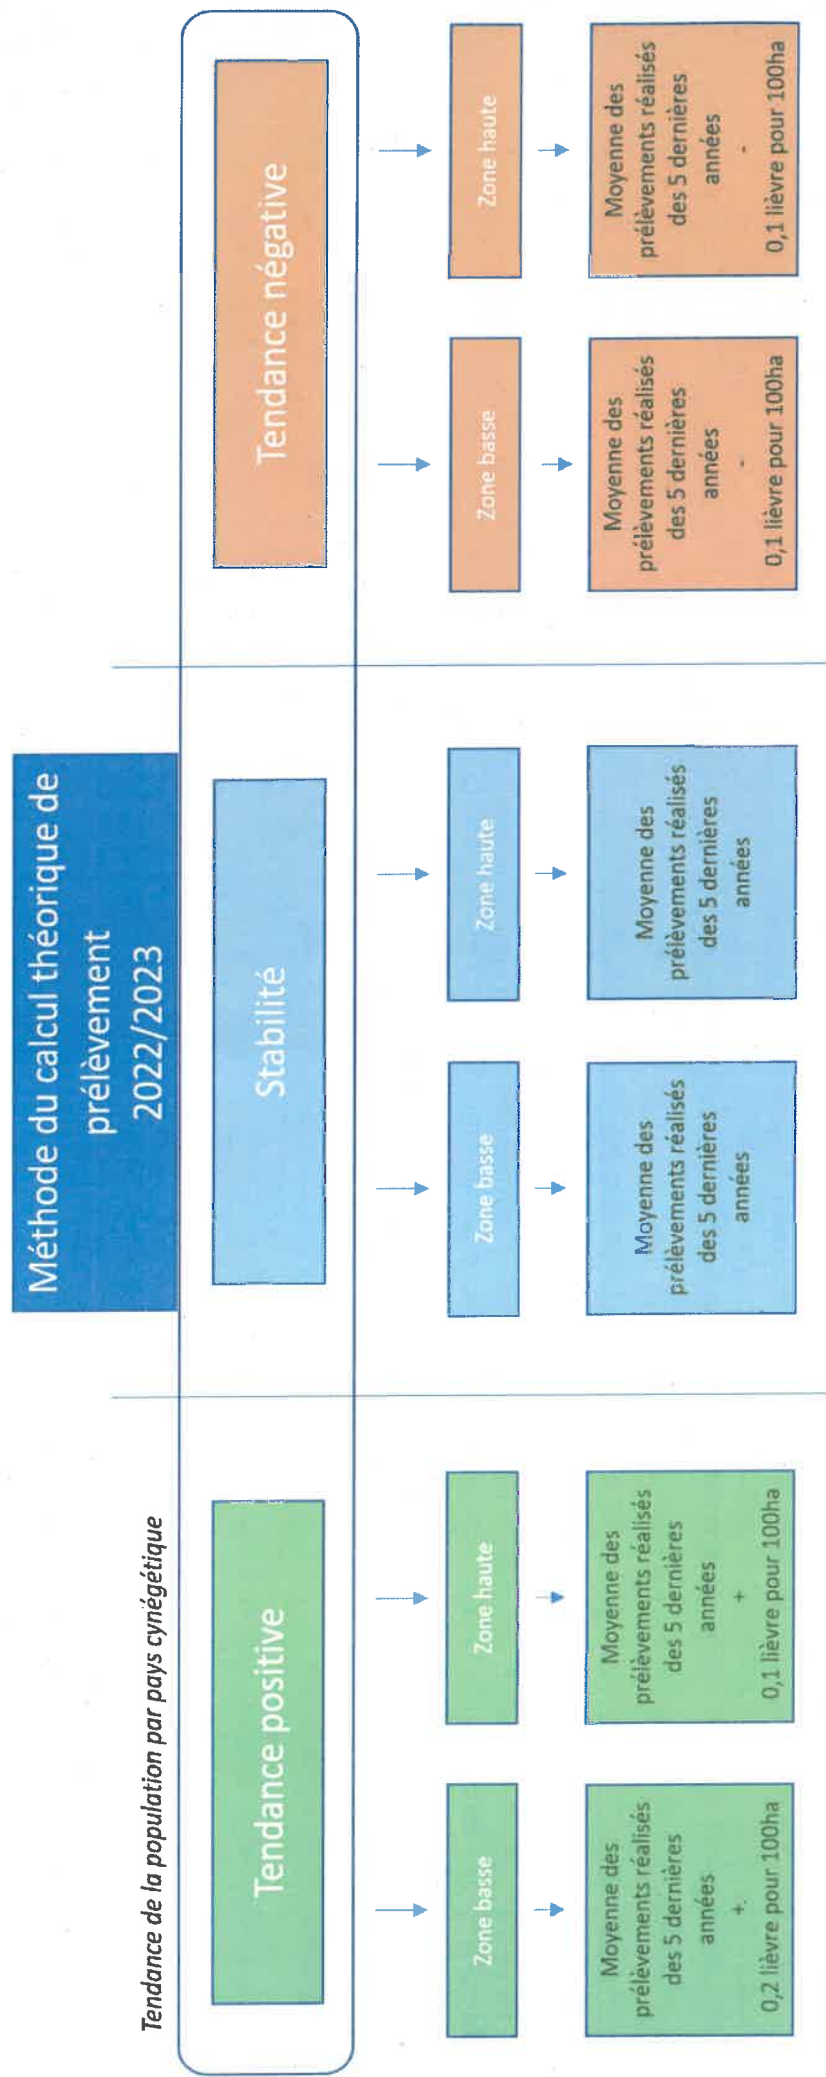 Méthode du calcul théorique de
prélèvement
2022/2023
Tendance de la population par pays cynégétique
Tendance positive
Stabilité
Tendance négative
Zone basse
Zone haute
Zone basse
Zone haute
Zone basse
Zone haute
Moyenne des
prélèvements réalisés
des 5 dernières
années
+
0,2 lièvre pour 100ha
Moyenne des
prélèvements réalisés
des 5 dernières
années
+
0,1 lièvre pour 100ha
Moyenne des
prélèvements réalisés
des 5 dernières
années
Moyenne des
prélèvements réalisés
des 5 dernières
années
Moyenne des
prélèvements réalisés
des 5 dernières
années
-
0,1 lièvre pour 100ha
Moyenne des
prélèvements réalisés
des 5 dernières
années
-
0,1 lièvre pour 100ha